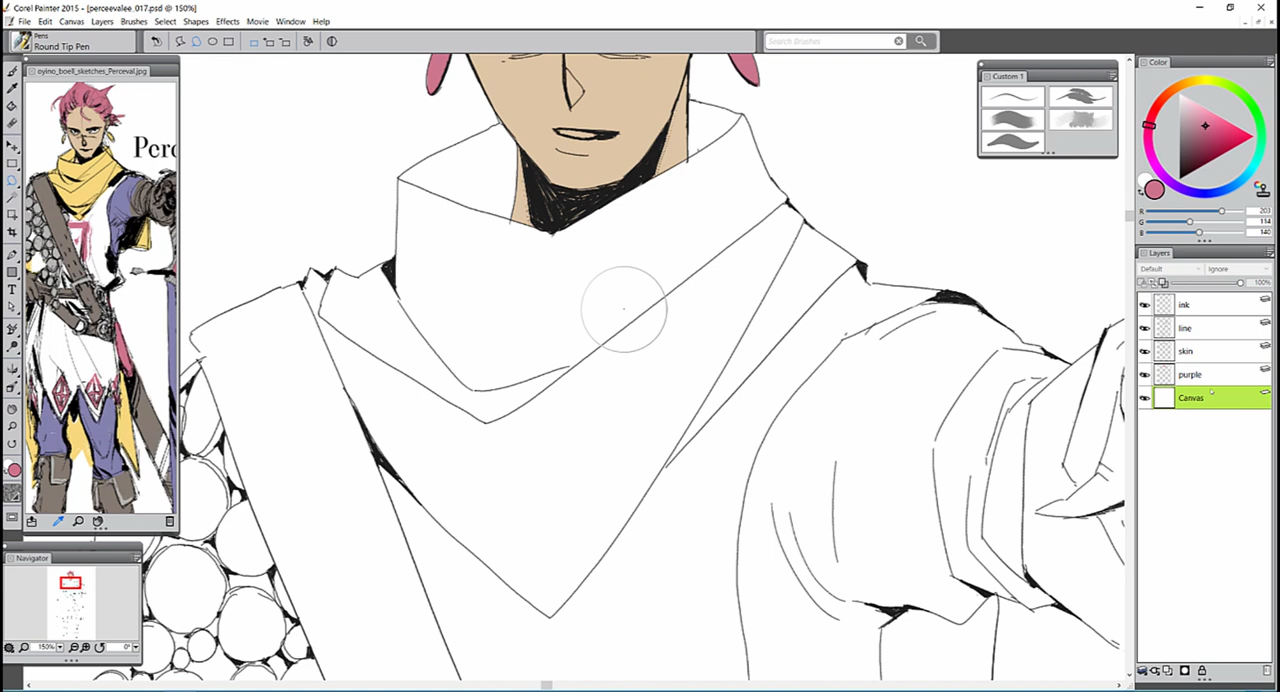 Corel Painter 2015 - [perceevalee_017.psd @ 150%]
File Edit Canvas Layers Brushes Select Shapes Effects Movie Window Help
Pens
Round Tip Pen
Search Brushes
oyino_boell_sketches_Perceval.jpg
Perc
Custom 1
Color
R 203
G 114
B 140
Layers
Default Ignore
100%
ink
line
skin
purple
Canvas
Navigator
150% 0°